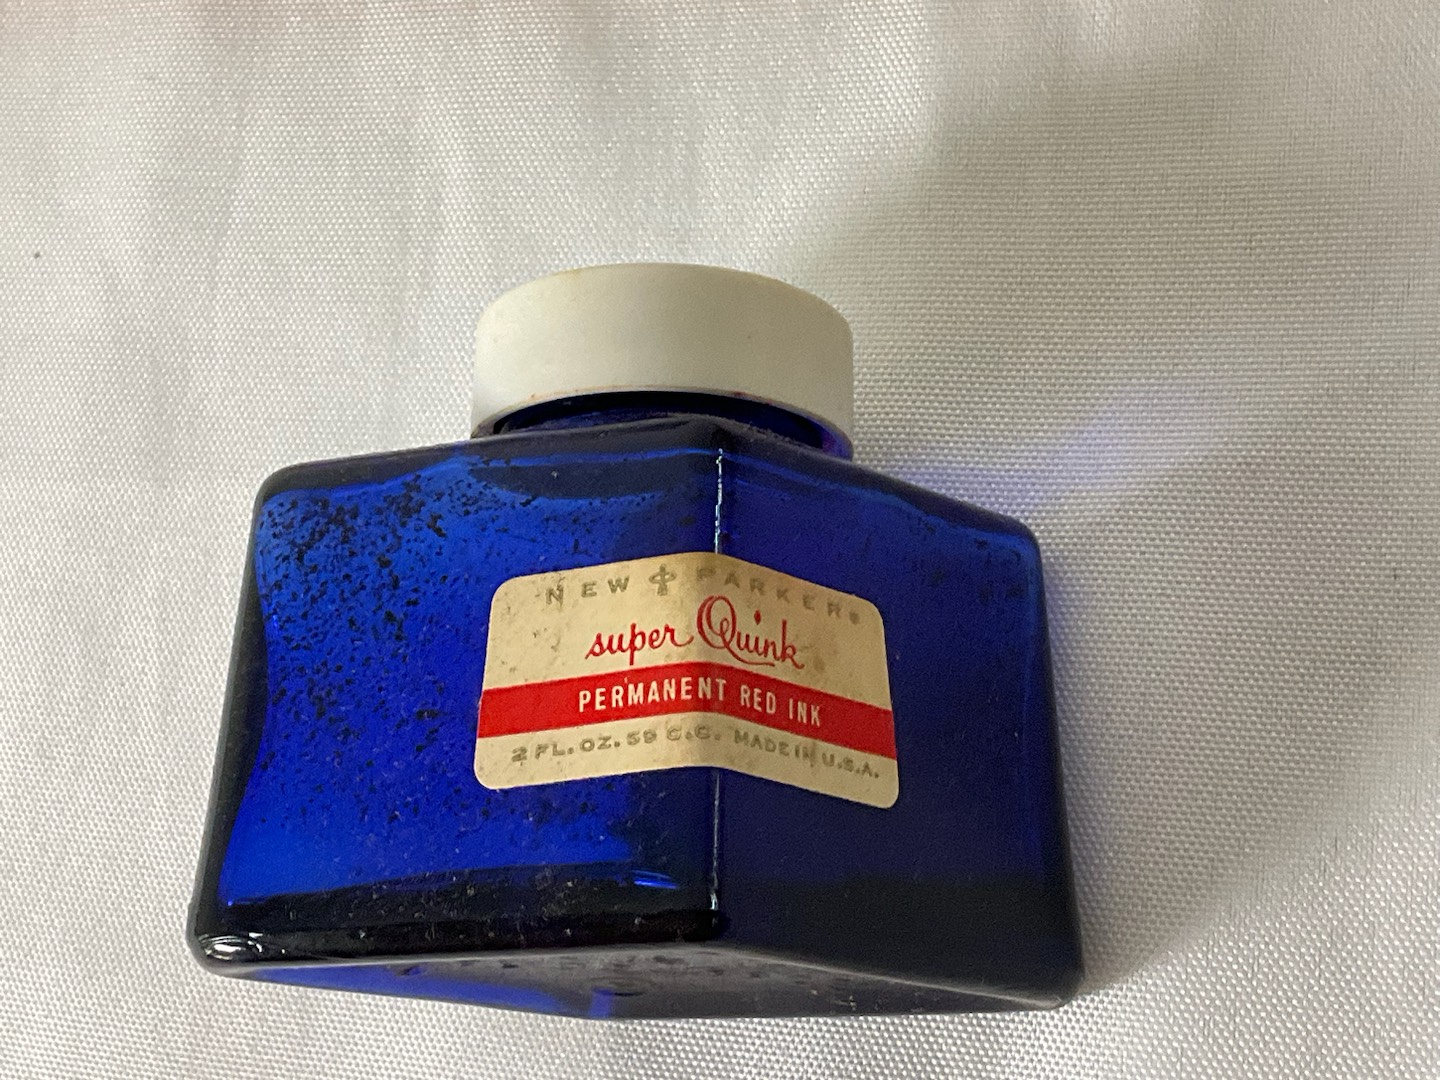 NEW PARKER
super Quink
PERMANENT RED INK
2 FL. OZ. 59 C.C. MADE IN U.S.A.